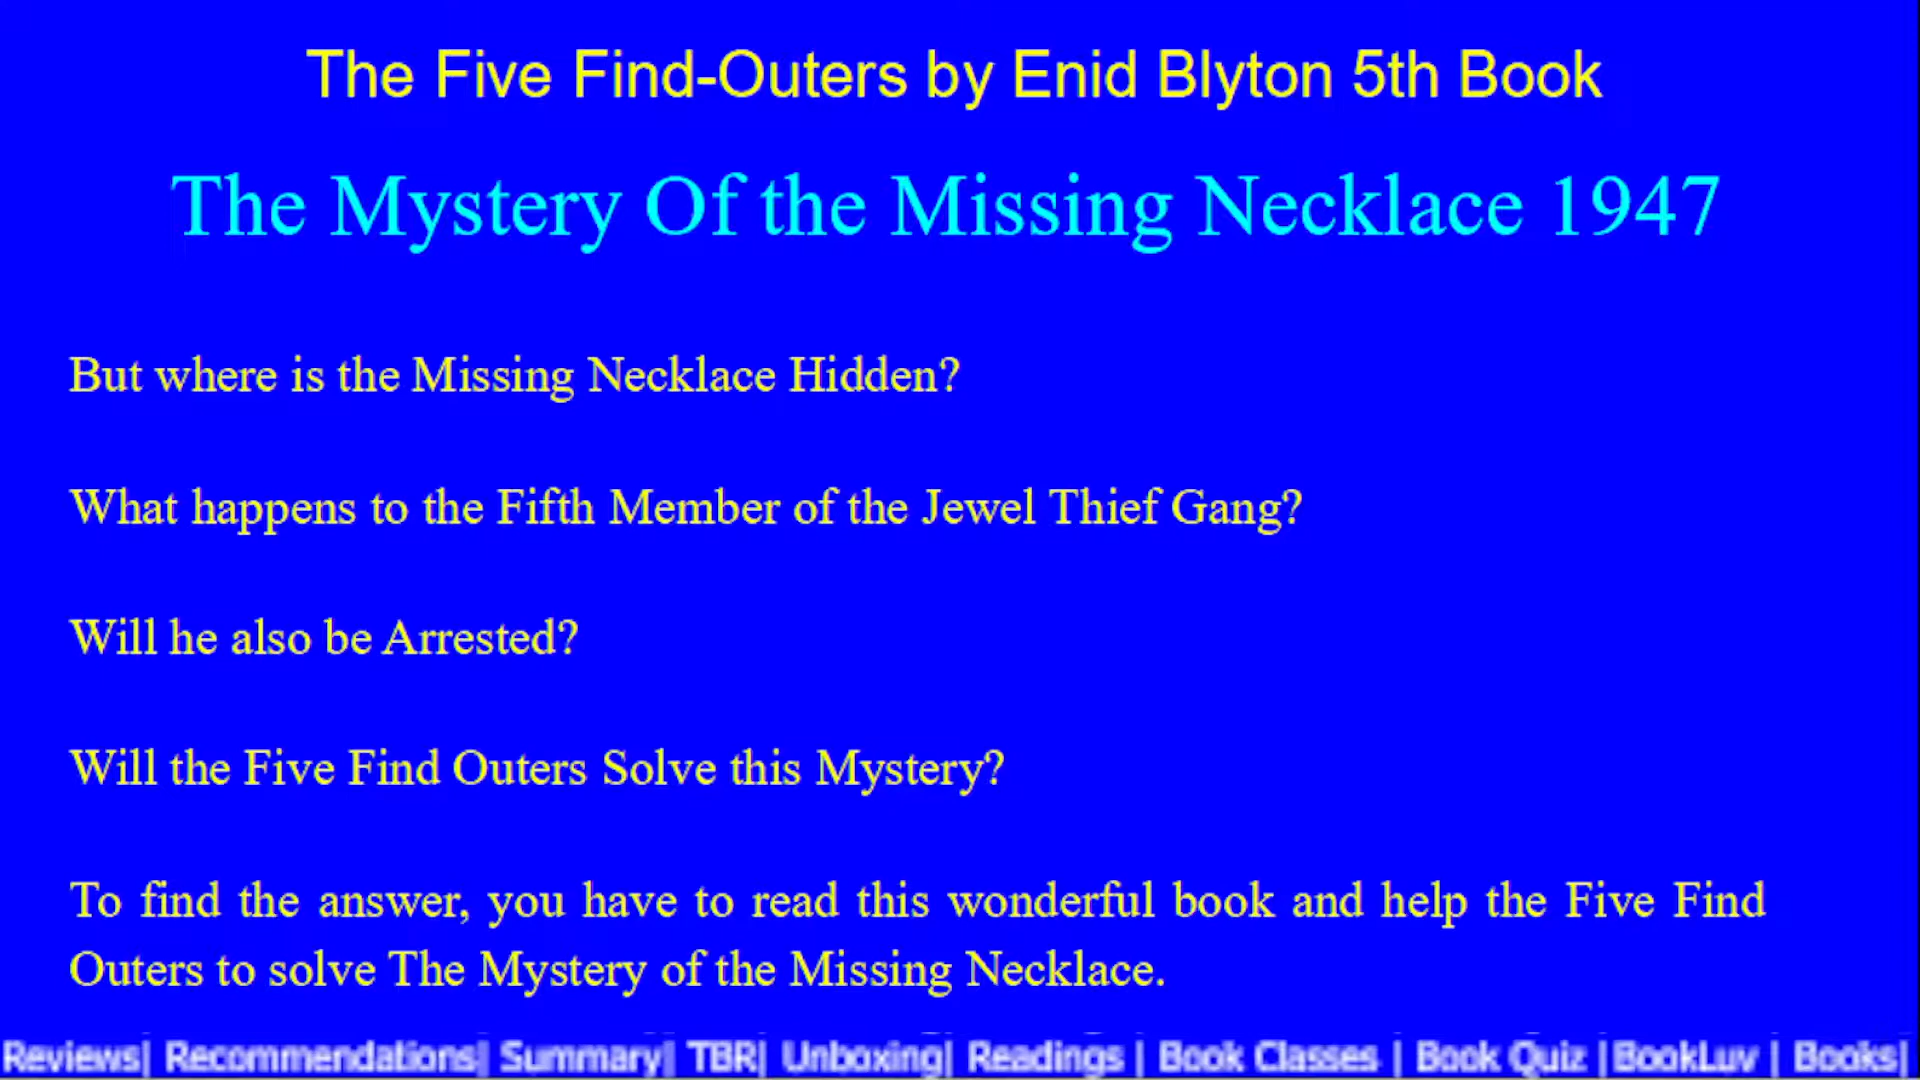 The Five Find-Outers by Enid Blyton 5th Book
The Mystery Of the Missing Necklace 1947
But where is the Missing Necklace Hidden?
What happens to the Fifth Member of the Jewel Thief Gang?
Will he also be Arrested?
Will the Five Find Outers Solve this Mystery?
To find the answer, you have to read this wonderful book and help the Five Find
Outers to solve The Mystery of the Missing Necklace.
Reviews| Recommendations| Summary| TBR| Unboxing| Readings | Book Classes | Book Quiz |BookLuv | Books|